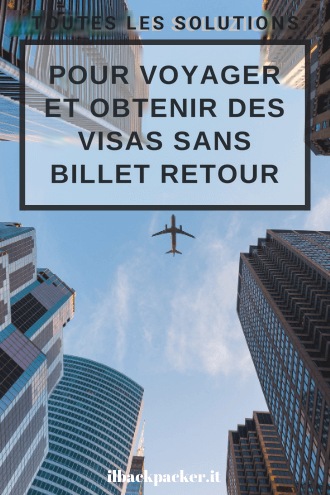 TOUTES LES SOLUTIONS
POUR VOYAGER
ET OBTENIR DES
VISAS SANS
BILLET RETOUR
ilbackpacker.it